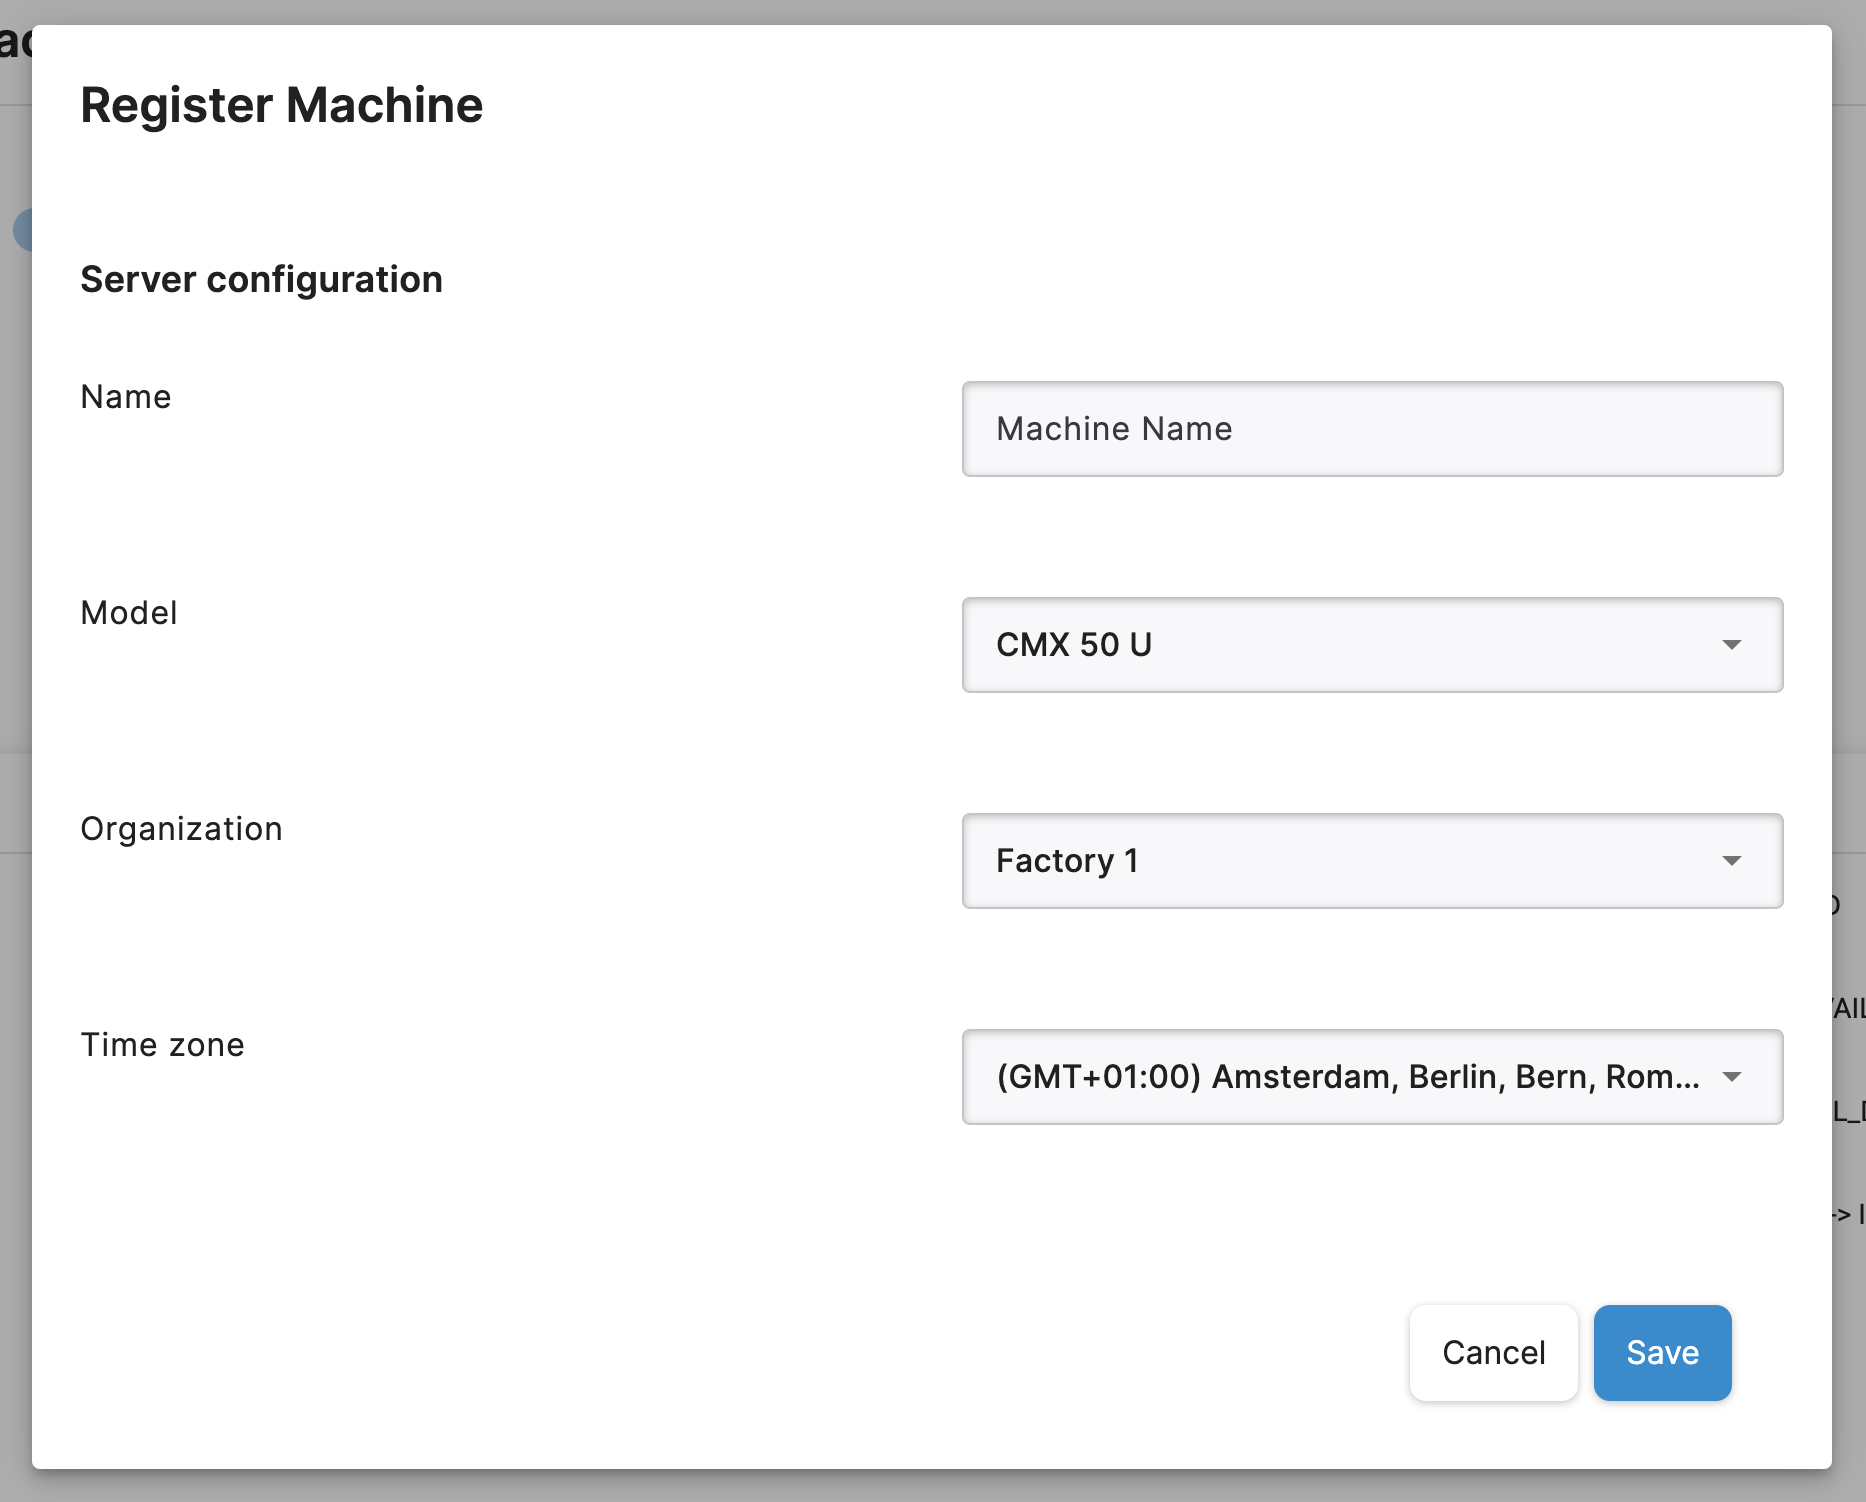 Register Machine
Server configuration
Name
Machine Name
Model
CMX 50 U
Organization
Factory 1
Time zone
(GMT+01:00) Amsterdam, Berlin, Bern, Rom...
Cancel
Save